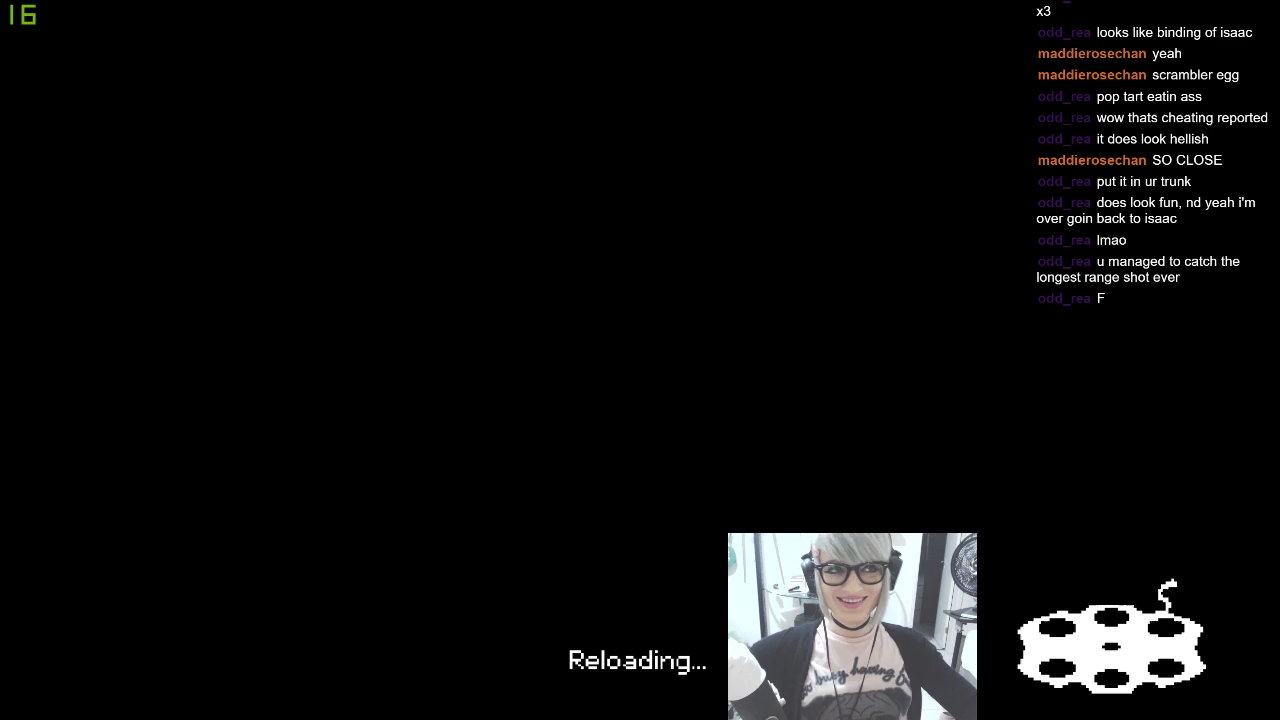 16
x3
odd_rea looks like binding of isaac
maddierosechan yeah
maddierosechan scrambler egg
odd_rea pop tart eatin ass
odd_rea wow thats cheating reported
odd_rea it does look hellish
maddierosechan SO CLOSE
odd_rea put it in ur trunk
odd_rea does look fun, nd yeah i'm
over goin back to isaac
odd_rea lmao
odd_rea u managed to catch the
longest range shot ever
odd_rea F
Reloading...
busy having